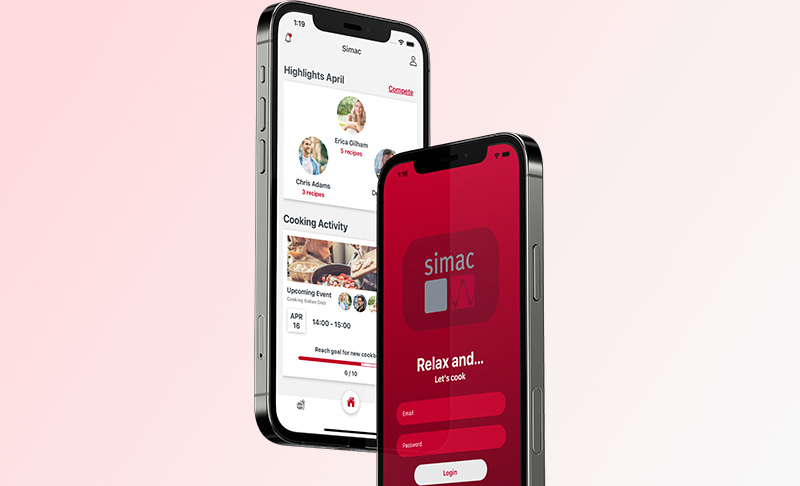 1:19
Simac
Highlights April
Compete
Erica Gilham
5 recipes
Chris Adams
3 recipes
De
Cooking Activity
Upcoming Event
Cooking Italian Dish
APR
16
14:00 - 15:00
Reach goal for new cookb
6 / 10
1:16
simac
Relax and...
Let's cook
Email
Password
Login